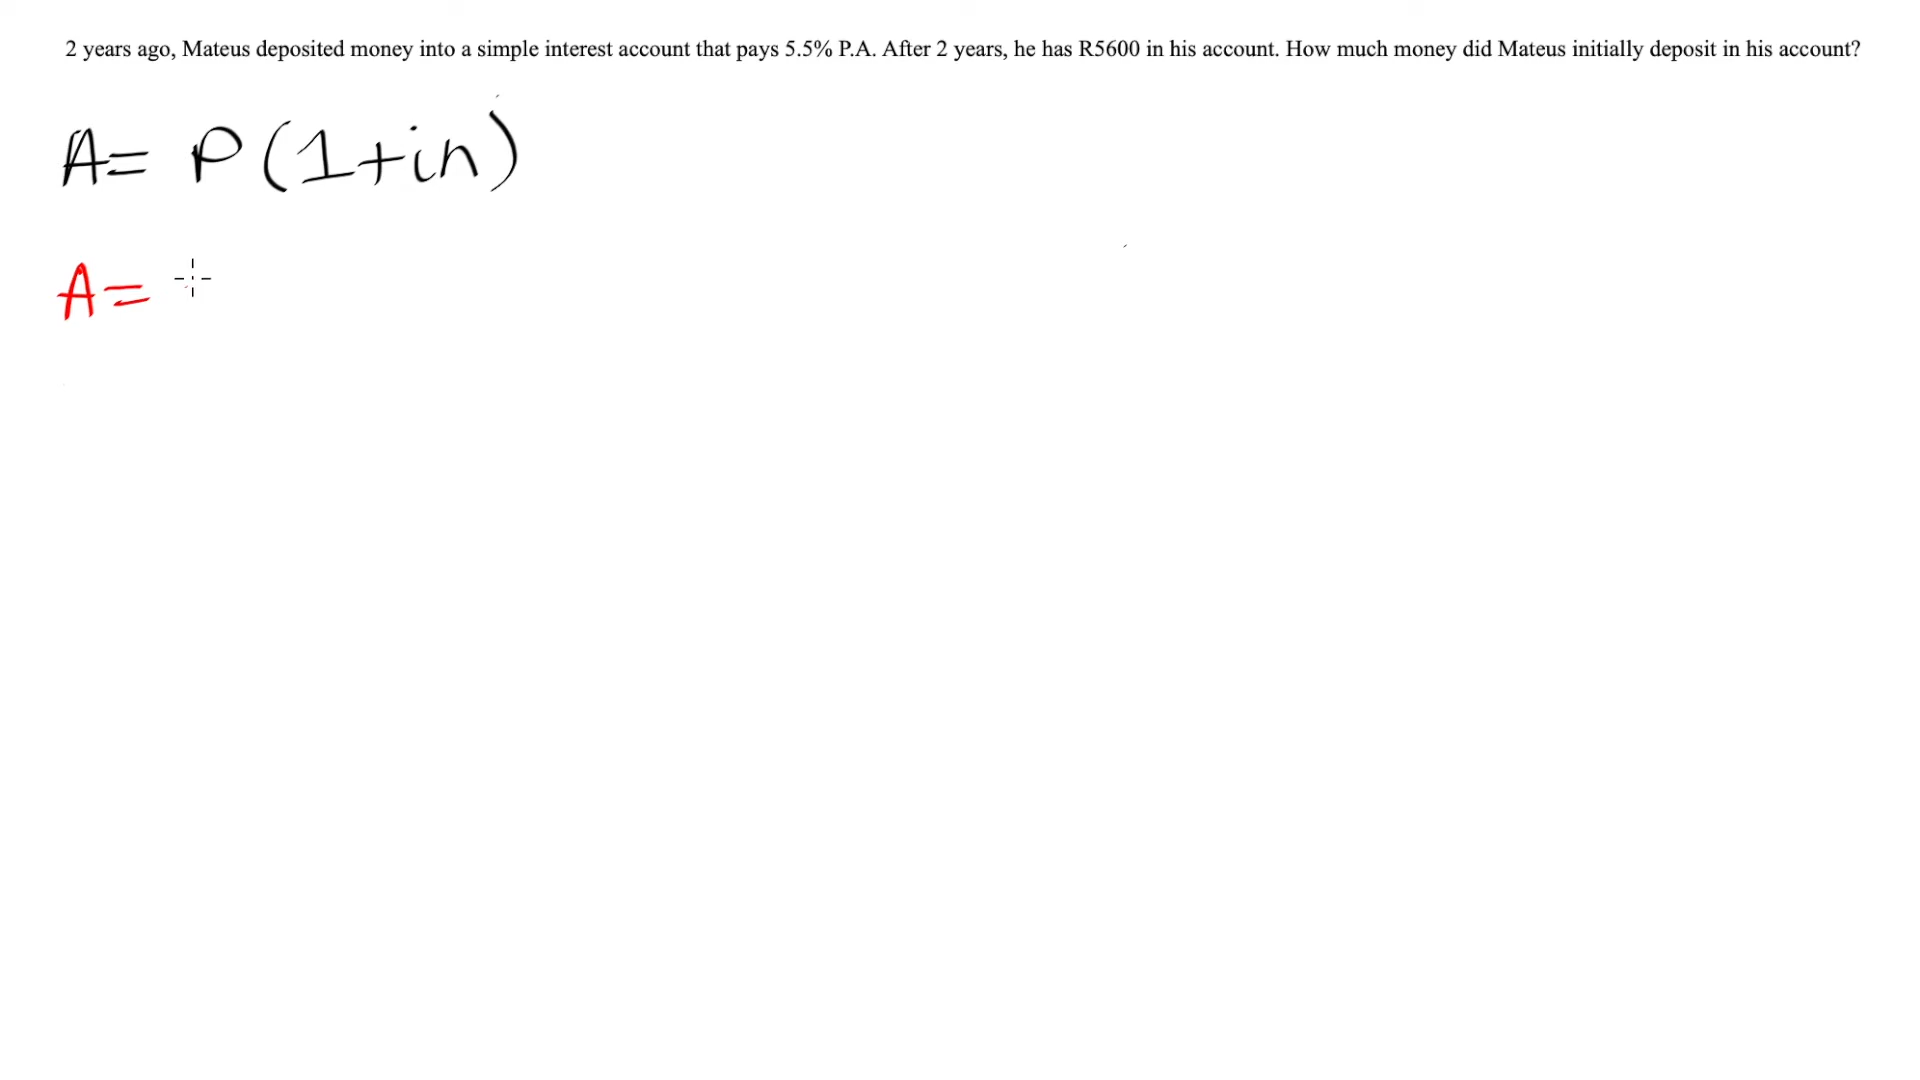 2 years ago, Mateus deposited money into a simple interest account that pays 5.5% P.A. After 2 years, he has R5600 in his account. How much money did Mateus initially deposit in his account?
A= P(1+in)
A=